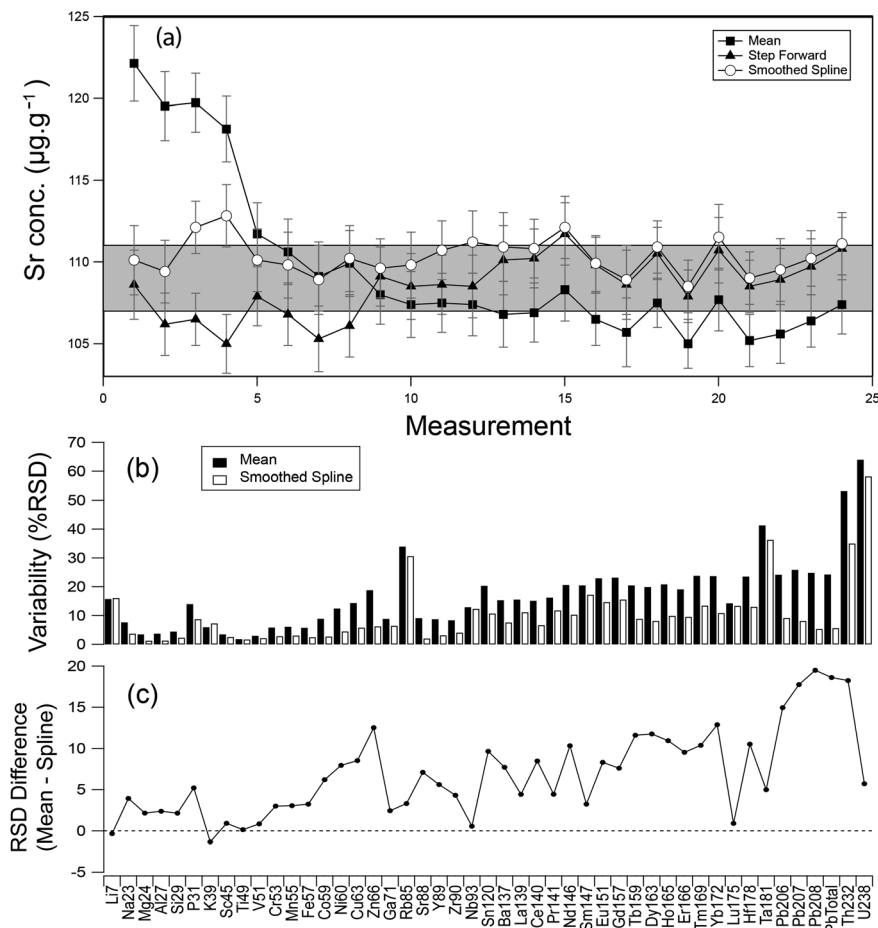 125
(a)
Mean
Step Forward
Smoothed Spline
120
115
110
105
Sr conc. (µg.g⁻¹)
0 5 10 15 20 25
Measurement
70
60
50
40
30
20
10
0
(b)
Mean
Smoothed Spline
Variability (%RSD)
20
15
10
5
0
-5
(c)
RSD Difference
(Mean - Spline)
Li7
Na23
Mg24
Al27
Si29
P31
K39
Sc45
Ti49
V51
Cr53
Mn55
Fe57
Co59
Ni60
Cu63
Zn66
Ga71
Rb85
Sr88
Y89
Zr90
Nb93
Sn120
Ba137
La139
Ce140
Pr141
Nd146
Sm147
Eu151
Gd157
Tb159
Dy163
Ho165
Er166
Tm169
Yb172
Lu175
Hf178
Ta181
Pb206
Pb207
Pb208
PbTotal
Th232
U238